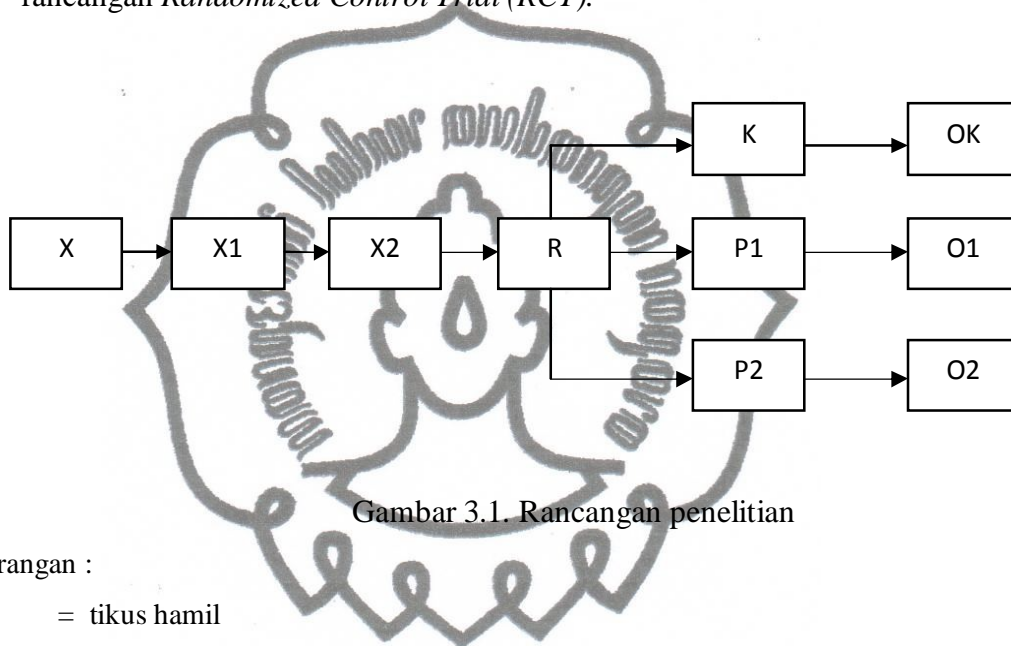 rancangan Randomized Control Trial (RCT).
K OK
X X1 X2 R P1 O1
P2 O2
Gambar 3.1. Rancangan penelitian
rangan :
= tikus hamil